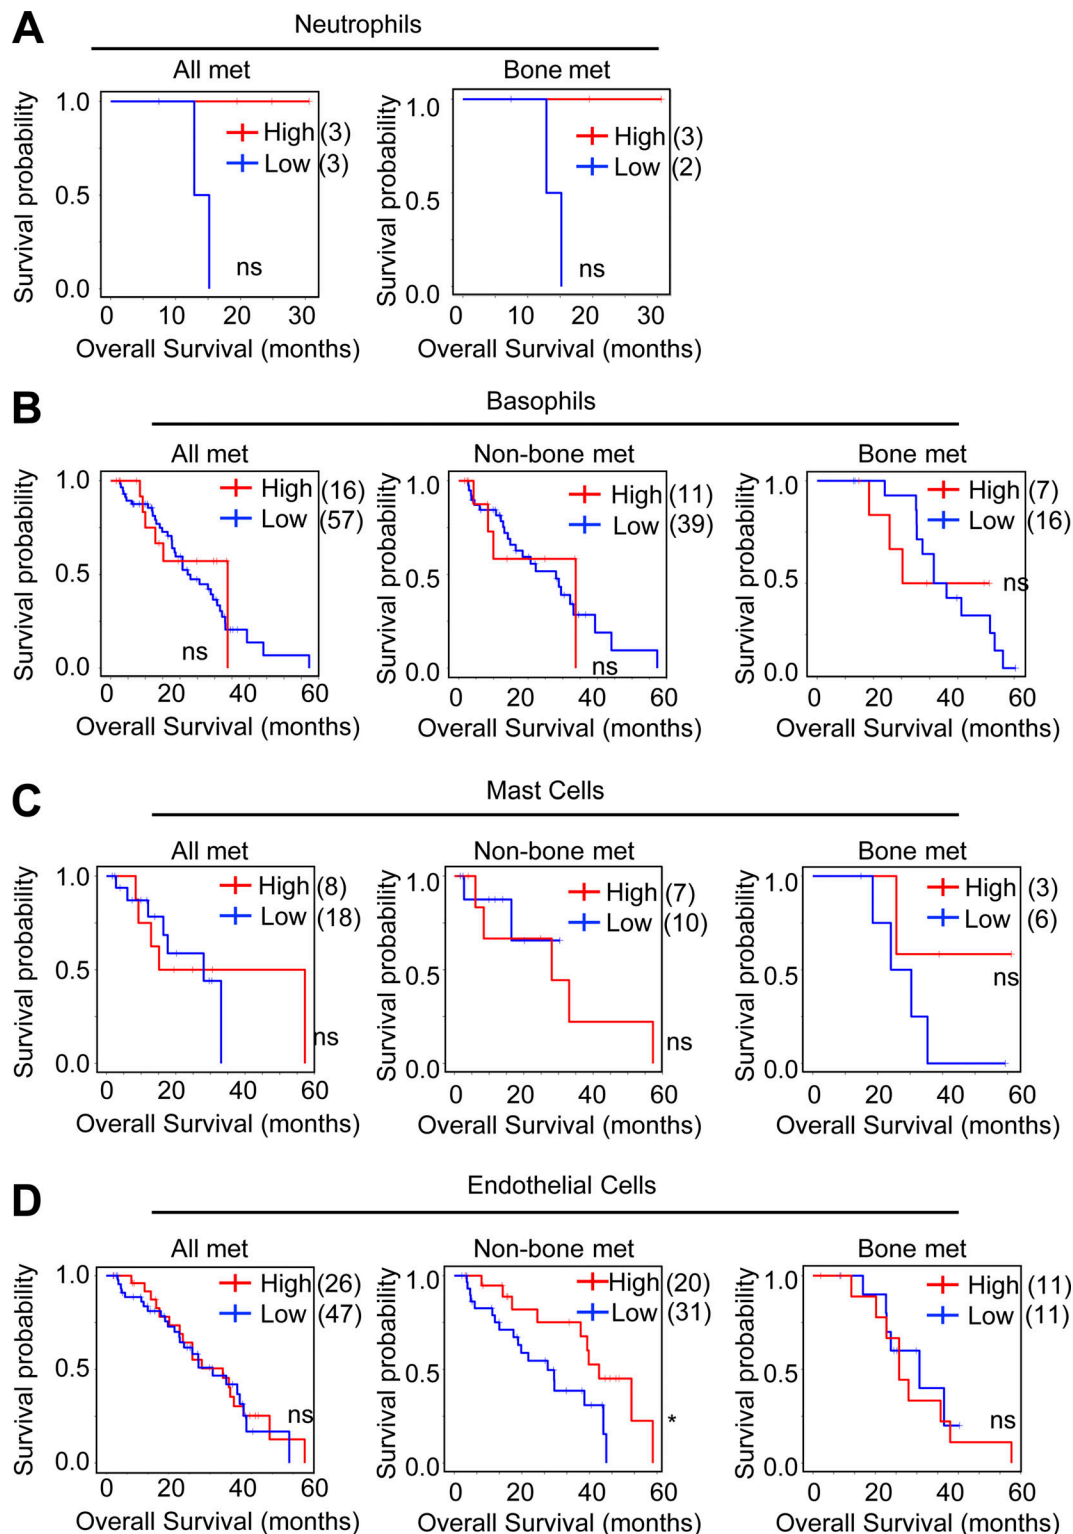 A
Neutrophils
All met
Bone met
Survival probability
1.0
0.5
0.0
High (3)
Low (3)
ns
0 10 20 30
Overall Survival (months)
Survival probability
1.0
0.5
0.0
High (3)
Low (2)
ns
0 10 20 30
Overall Survival (months)
B
Basophils
All met
Non-bone met
Bone met
Survival probability
1.0
0.5
0.0
High (16)
Low (57)
ns
0 20 40 60
Overall Survival (months)
Survival probability
1.0
0.5
0.0
High (11)
Low (39)
ns
0 20 40 60
Overall Survival (months)
Survival probability
1.0
0.5
0.0
High (7)
Low (16)
ns
0 20 40 60
Overall Survival (months)
C
Mast Cells
All met
Non-bone met
Bone met
Survival probability
1.0
0.5
0.0
High (8)
Low (18)
ns
0 20 40 60
Overall Survival (months)
Survival probability
1.0
0.5
0.0
High (7)
Low (10)
ns
0 20 40 60
Overall Survival (months)
Survival probability
1.0
0.5
0.0
High (3)
Low (6)
ns
0 20 40 60
Overall Survival (months)
D
Endothelial Cells
All met
Non-bone met
Bone met
Survival probability
1.0
0.5
0.0
High (26)
Low (47)
ns
0 20 40 60
Overall Survival (months)
Survival probability
1.0
0.5
0.0
High (20)
Low (31)
*
0 20 40 60
Overall Survival (months)
Survival probability
1.0
0.5
0.0
High (11)
Low (11)
ns
0 20 40 60
Overall Survival (months)